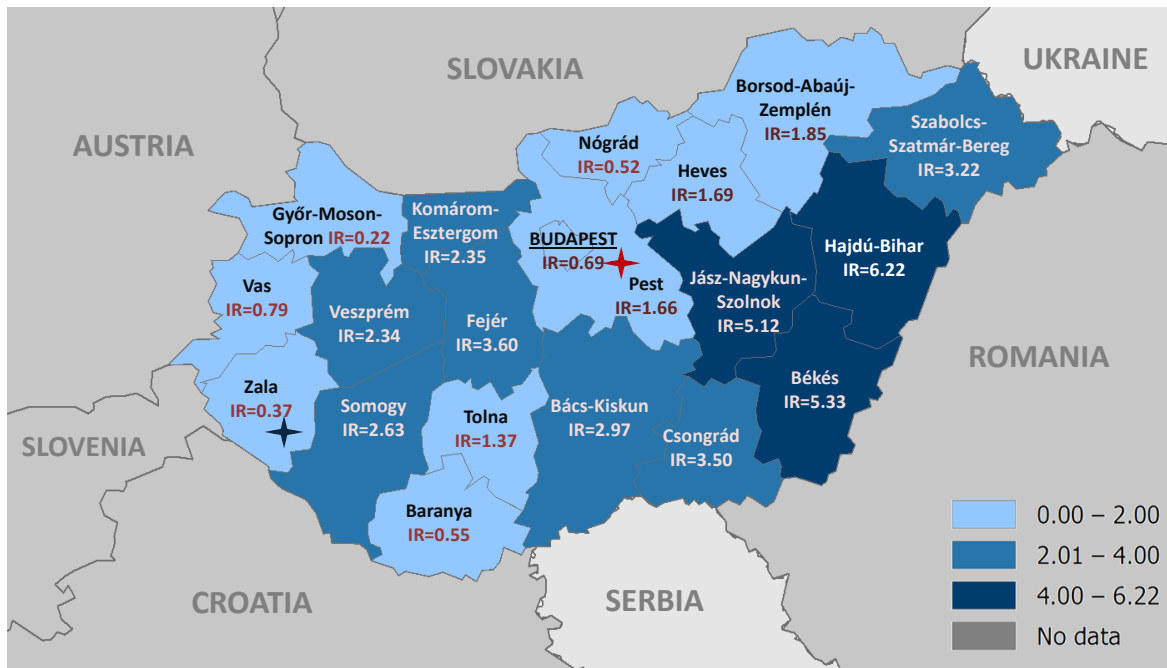 UKRAINE
SLOVAKIA
AUSTRIA
Borsod-Abaúj-
Zemplén
IR=1.85
Szabolcs-
Szatmár-Bereg
IR=3.22
Nógrád
IR=0.52
Heves
IR=1.69
Győr-Moson-
Sopron IR=0.22
Komárom-
Esztergom
IR=2.35
BUDAPEST
IR=0.69
Pest
IR=1.66
Hajdú-Bihar
IR=6.22
Jász-Nagykun-
Szolnok
IR=5.12
Vas
IR=0.79
Veszprém
IR=2.34
Fejér
IR=3.60
ROMANIA
Zala
IR=0.37
Somogy
IR=2.63
Tolna
IR=1.37
Bács-Kiskun
IR=2.97
Békés
IR=5.33
Csongrád
IR=3.50
SLOVENIA
Baranya
IR=0.55
CROATIA
SERBIA
0.00 – 2.00
2.01 – 4.00
4.00 – 6.22
No data